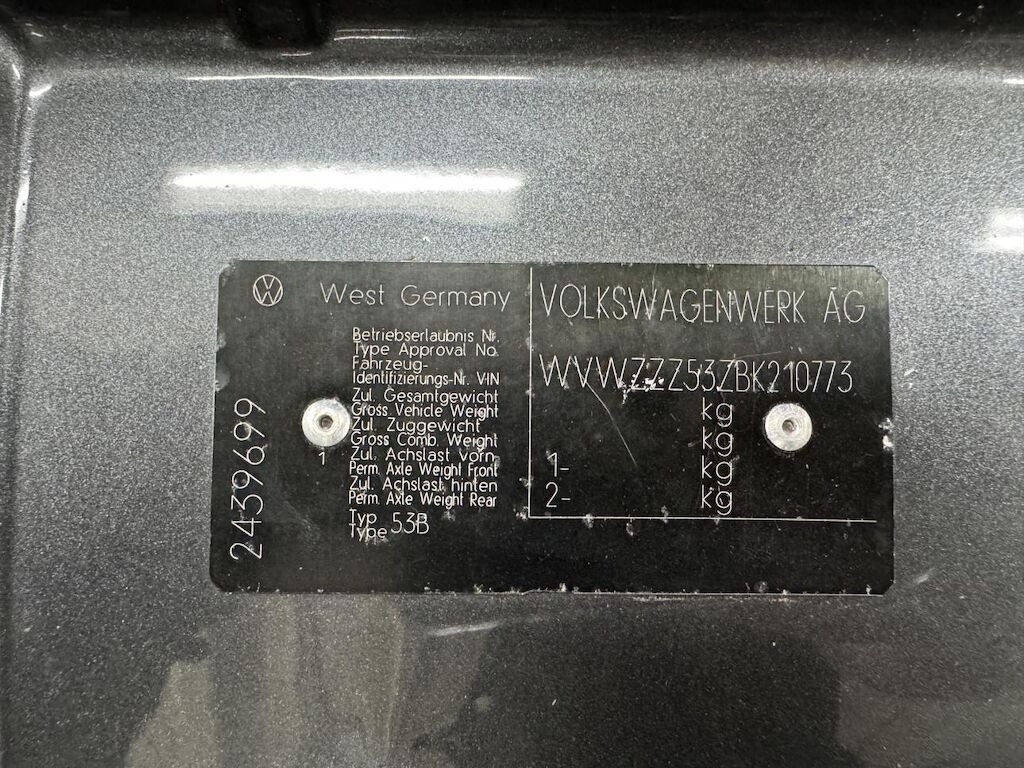 West Germany
VOLKSWAGENWERK AG
Betriebserlaubnis Nr.
Type Approval No.
Fahrzeug-
Identifizierungs-Nr. VIN
WVWZZZ53ZBK210773
Zul. Gesamtgewicht
Gross Vehicle Weight
kg
Zul. Zuggewicht
Gross Comb. Weight
kg
Zul. Achslast vorn
Perm. Axle Weight Front
1- kg
Zul. Achslast hinten
Perm. Axle Weight Rear
2- kg
Typ
Type 53B
1
2439699